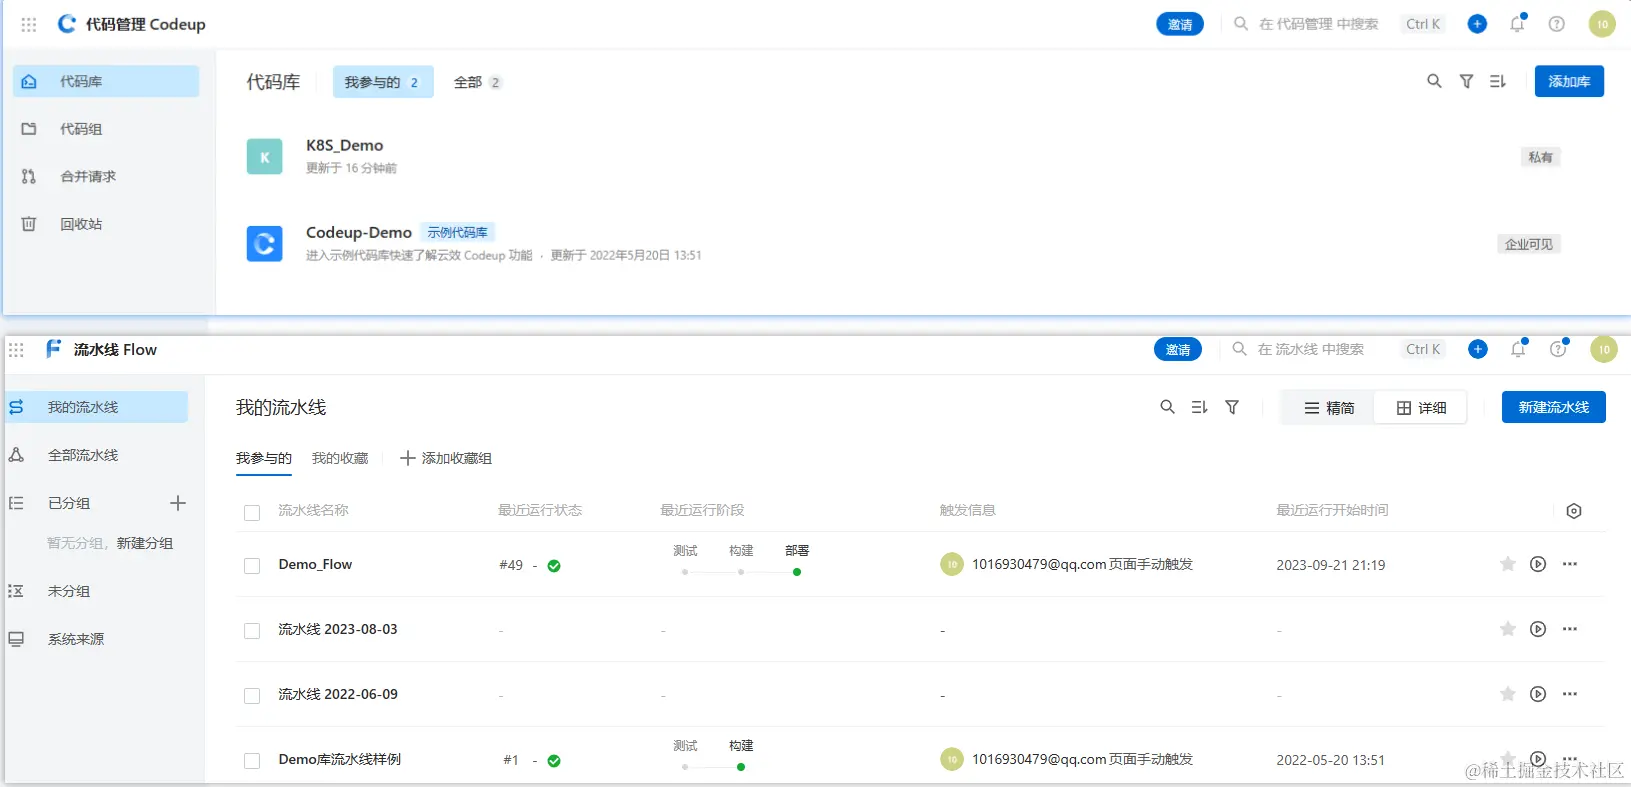 代码管理 Codeup
邀请
在 代码管理 中搜索
Ctrl K
10
代码库
代码组
合并请求
回收站
代码库
我参与的 2
全部 2
添加库
K
K8S_Demo
更新于 16 分钟前
私有
Codeup-Demo 示例代码库
进入示例代码库快速了解云效 Codeup 功能 · 更新于 2022年5月20日 13:51
企业可见
流水线 Flow
邀请
在 流水线 中搜索
Ctrl K
10
我的流水线
全部流水线
已分组
暂无分组，新建分组
未分组
系统来源
我的流水线
精简
详细
新建流水线
我参与的
我的收藏
添加收藏组
流水线名称 最近运行状态 最近运行阶段 触发信息 最近运行开始时间
测试 构建 部署
Demo_Flow #49 - 10 1016930479@qq.com 页面手动触发 2023-09-21 21:19
流水线 2023-08-03 - - - -
流水线 2022-06-09 - - - -
测试 构建
Demo库流水线样例 #1 - 10 1016930479@qq.com 页面手动触发 2022-05-20 13:51
@稀土掘金技术社区